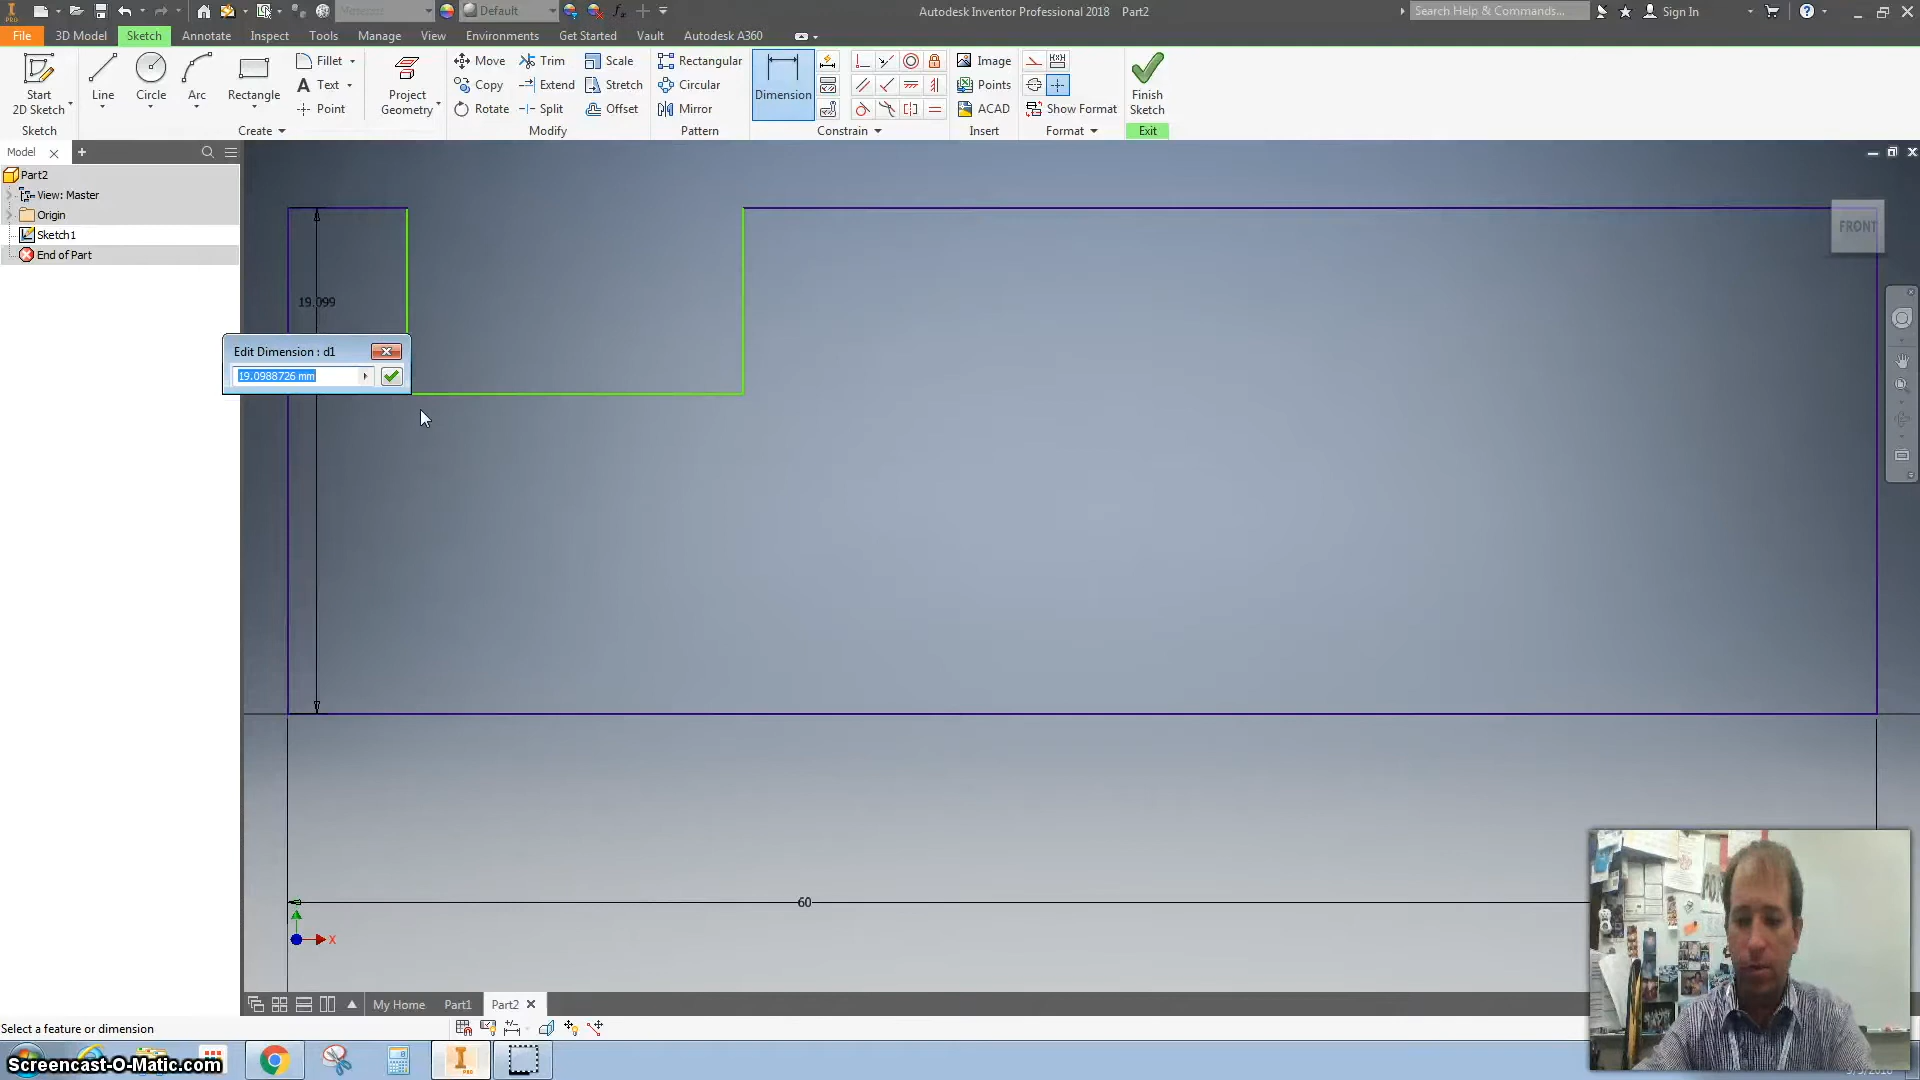 Material
Default
fx
Autodesk Inventor Professional 2018 Part2
Search Help & Commands...
Sign In
PRO
File 3D Model Sketch Annotate Inspect Tools Manage View Environments Get Started Vault Autodesk A360
Start
2D Sketch
Line
Circle
Arc
Rectangle
Fillet
Text
Point
Project
Geometry
Move
Copy
Rotate
Trim
Extend
Split
Scale
Stretch
Offset
Rectangular
Circular
Mirror
Dimension
Image
Points
ACAD
Show Format
Finish
Sketch
Sketch Create Modify Pattern Constrain Insert Format Exit
Model
Part2
View: Master
Origin
Sketch1
End of Part
FRONT
19.099
Edit Dimension : d1
19.0988726 mm
60
X
My Home Part1 Part2
Select a feature or dimension
Screencast-O-Matic.com